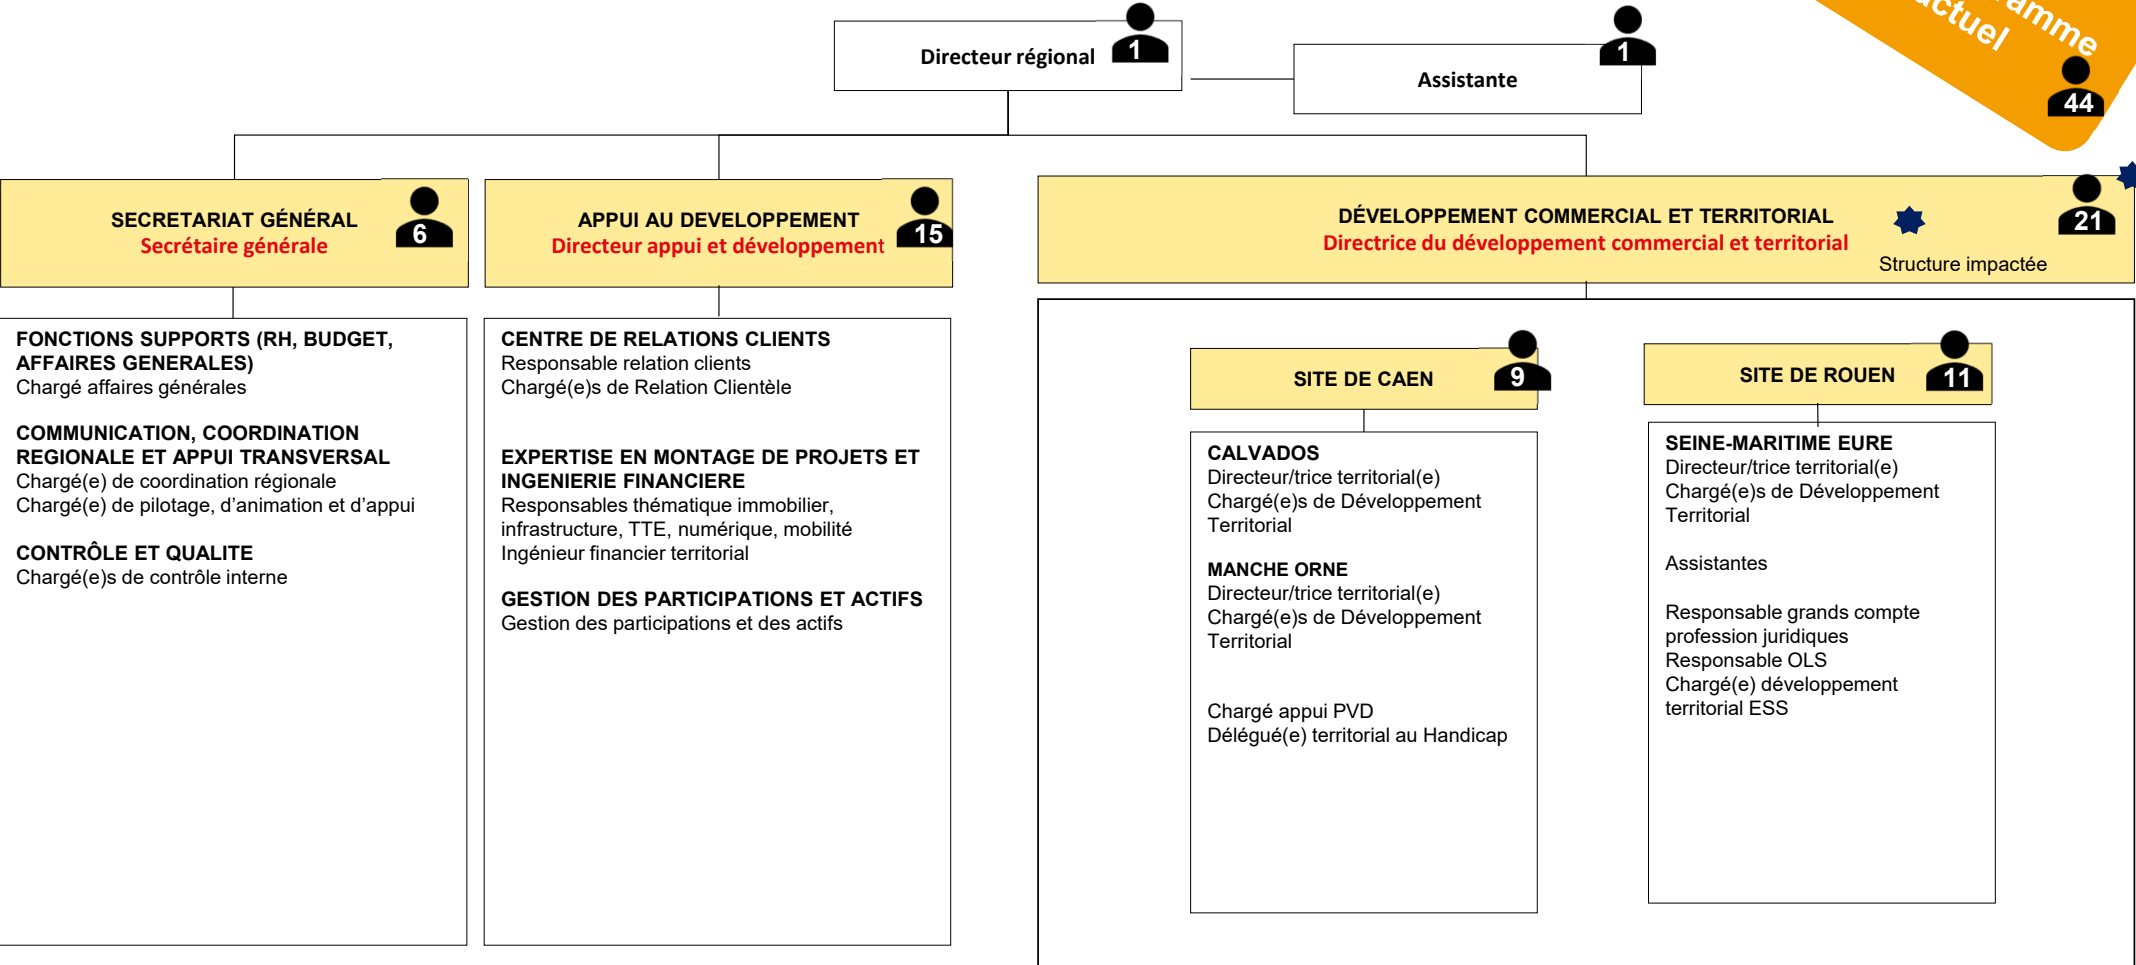 actuel
44
Directeur régional
1
Assistante
1
SECRETARIAT GÉNÉRAL
Secrétaire générale
6
APPUI AU DEVELOPPEMENT
Directeur appui et développement
15
DÉVELOPPEMENT COMMERCIAL ET TERRITORIAL
Directrice du développement commercial et territorial
Structure impactée
21
FONCTIONS SUPPORTS (RH, BUDGET,
AFFAIRES GENERALES)
Chargé affaires générales
COMMUNICATION, COORDINATION
REGIONALE ET APPUI TRANSVERSAL
Chargé(e) de coordination régionale
Chargé(e) de pilotage, d’animation et d’appui
CONTRÔLE ET QUALITE
Chargé(e)s de contrôle interne
CENTRE DE RELATIONS CLIENTS
Responsable relation clients
Chargé(e)s de Relation Clientèle
EXPERTISE EN MONTAGE DE PROJETS ET
INGENIERIE FINANCIERE
Responsables thématique immobilier,
infrastructure, TTE, numérique, mobilité
Ingénieur financier territorial
GESTION DES PARTICIPATIONS ET ACTIFS
Gestion des participations et des actifs
SITE DE CAEN
9
CALVADOS
Directeur/trice territorial(e)
Chargé(e)s de Développement
Territorial
MANCHE ORNE
Directeur/trice territorial(e)
Chargé(e)s de Développement
Territorial
Chargé appui PVD
Délégué(e) territorial au Handicap
SITE DE ROUEN
11
SEINE-MARITIME EURE
Directeur/trice territorial(e)
Chargé(e)s de Développement
Territorial
Assistantes
Responsable grands compte
profession juridiques
Responsable OLS
Chargé(e) développement
territorial ESS